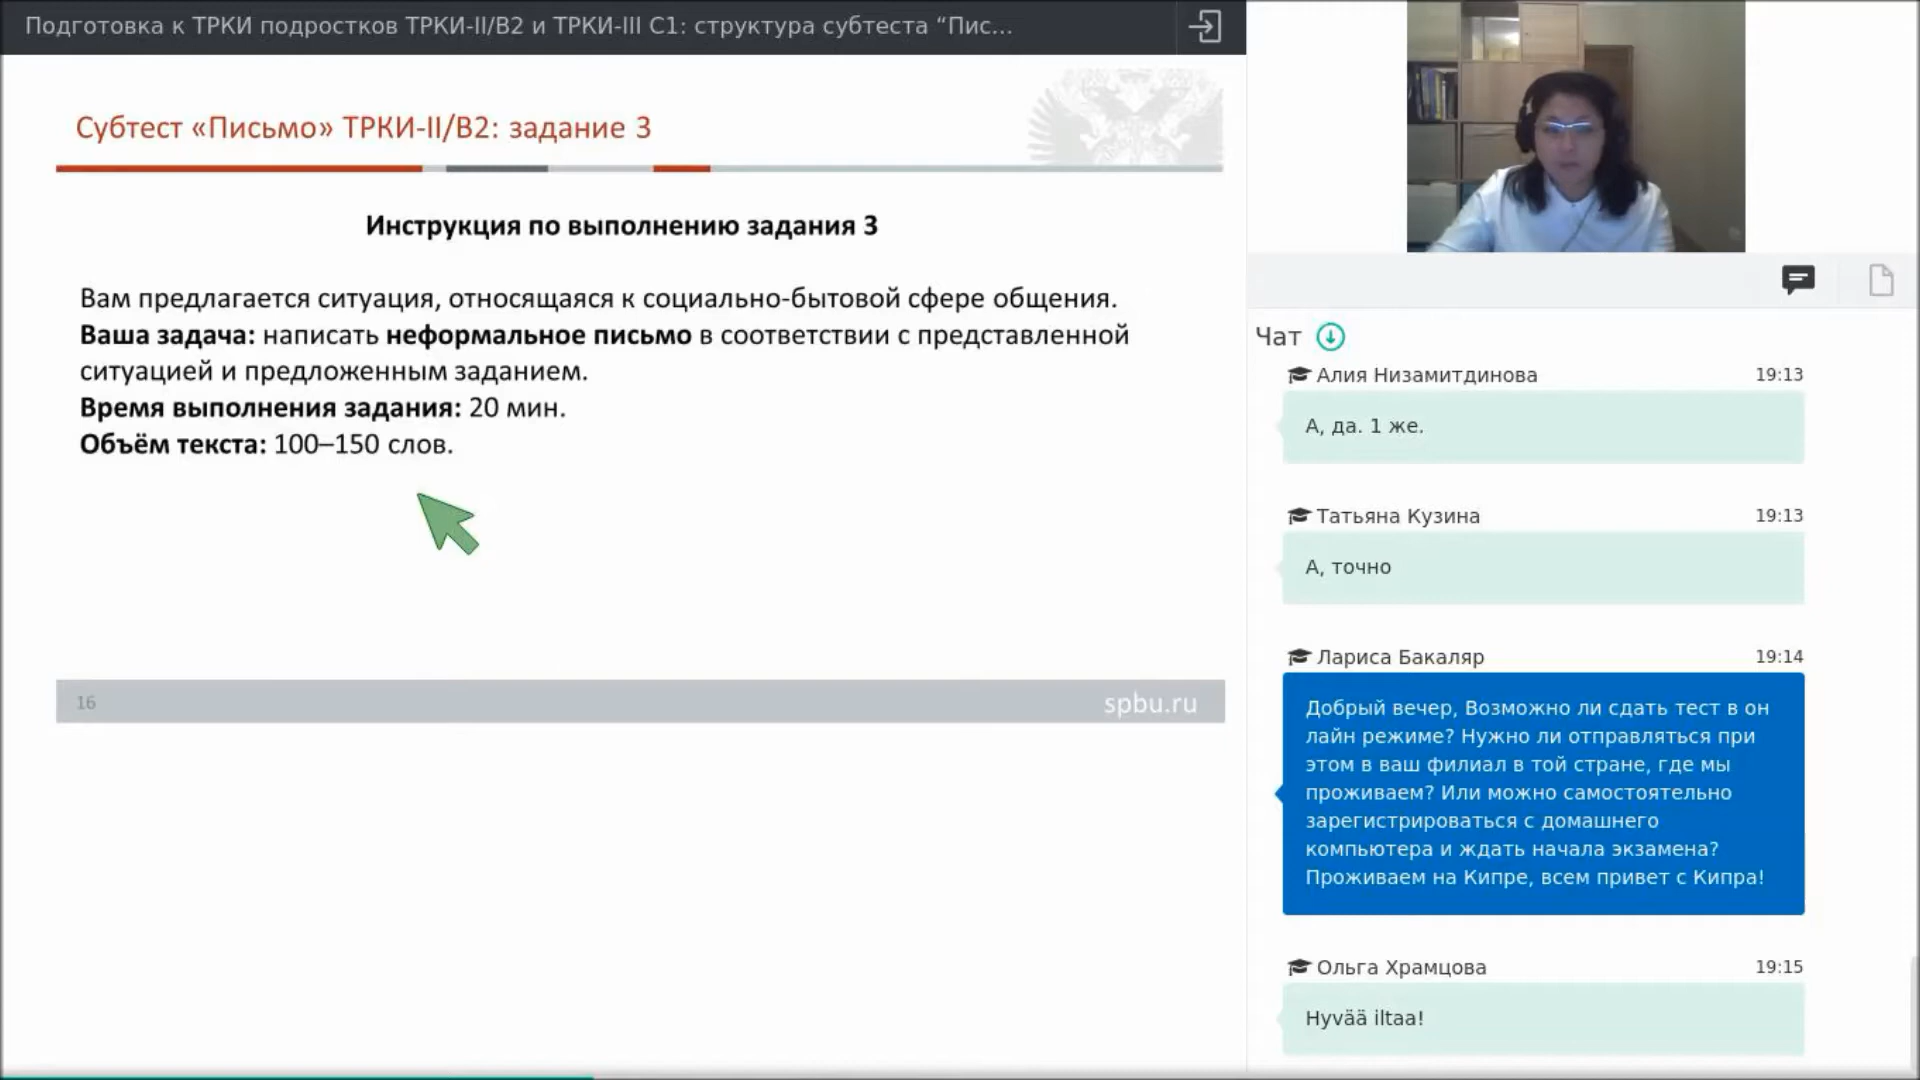 Подготовка к ТРКИ подростков ТРКИ-II/B2 и ТРКИ-III C1: структура субтеста “Пис...
Субтест «Письмо» ТРКИ-II/B2: задание 3
Инструкция по выполнению задания 3
Вам предлагается ситуация, относящаяся к социально-бытовой сфере общения.
Ваша задача: написать неформальное письмо в соответствии с представленной
ситуацией и предложенным заданием.
Время выполнения задания: 20 мин.
Объём текста: 100–150 слов.
16
spbu.ru
Чат
Алия Низамитдинова 19:13
А, да. 1 же.
Татьяна Кузина 19:13
А, точно
Лариса Бакаляр 19:14
Добрый вечер, Возможно ли сдать тест в он
лайн режиме? Нужно ли отправляться при
этом в ваш филиал в той стране, где мы
проживаем? Или можно самостоятельно
зарегистрироваться с домашнего
компьютера и ждать начала экзамена?
Проживаем на Кипре, всем привет с Кипра!
Ольга Храмцова 19:15
Hyvää iltaa!